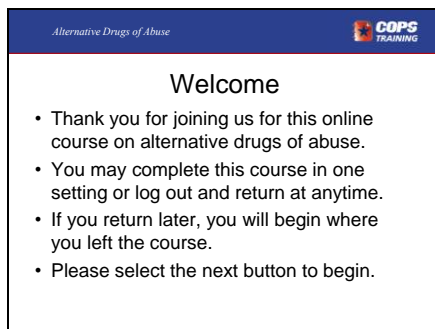 Alternative Drugs of Abuse
COPS
TRAINING
Welcome
• Thank you for joining us for this online
course on alternative drugs of abuse.
• You may complete this course in one
setting or log out and return at anytime.
• If you return later, you will begin where
you left the course.
• Please select the next button to begin.